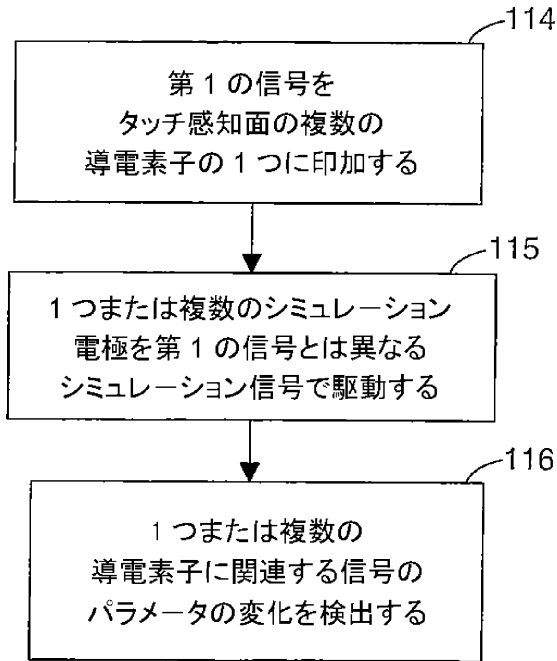 114
第1の信号を
タッチ感知面の複数の
導電素子の1つに印加する
115
1つまたは複数のシミュレーション
電極を第1の信号とは異なる
シミュレーション信号で駆動する
116
1つまたは複数の
導電素子に関連する信号の
パラメータの変化を検出する